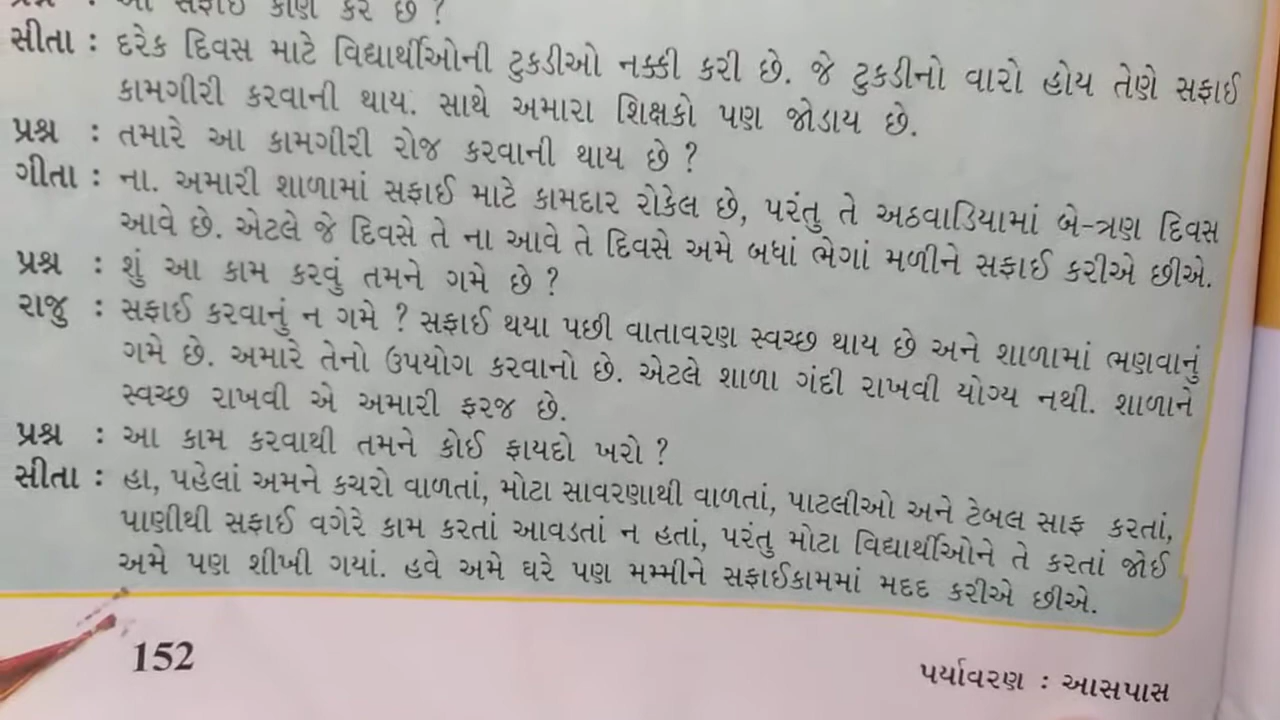 પ્રશ્ન : આ સફાઈ કોણ કરે છે ?
સીતા : દરેક દિવસ માટે વિદ્યાર્થીઓની ટુકડીઓ નક્કી કરી છે. જે ટુકડીનો વારો હોય તેણે સફાઈ
કામગીરી કરવાની થાય. સાથે અમારા શિક્ષકો પણ જોડાય છે.
પ્રશ્ન : તમારે આ કામગીરી રોજ કરવાની થાય છે ?
ગીતા : ના. અમારી શાળામાં સફાઈ માટે કામદાર રોકેલ છે, પરંતુ તે અઠવાડિયામાં બે-ત્રણ દિવસ
આવે છે. એટલે જે દિવસે તે ના આવે તે દિવસે અમે બધાં ભેગાં મળીને સફાઈ કરીએ છીએ.
પ્રશ્ન : શું આ કામ કરવું તમને ગમે છે ?
રાજુ : સફાઈ કરવાનું ન ગમે ? સફાઈ થયા પછી વાતાવરણ સ્વચ્છ થાય છે અને શાળામાં ભણવાનું
ગમે છે. અમારે તેનો ઉપયોગ કરવાનો છે. એટલે શાળા ગંદી રાખવી યોગ્ય નથી. શાળાને
સ્વચ્છ રાખવી એ અમારી ફરજ છે.
પ્રશ્ન : આ કામ કરવાથી તમને કોઈ ફાયદો ખરો ?
સીતા : હા, પહેલાં અમને કચરો વાળતાં, મોટા સાવરણાથી વાળતાં, પાટલીઓ અને ટેબલ સાફ કરતાં,
પાણીથી સફાઈ વગેરે કામ કરતાં આવડતાં ન હતાં, પરંતુ મોટા વિદ્યાર્થીઓને તે કરતાં જોઈ
અમે પણ શીખી ગયાં. હવે અમે ઘરે પણ મમ્મીને સફાઈકામમાં મદદ કરીએ છીએ.
152
પર્યાવરણ : આસપાસ